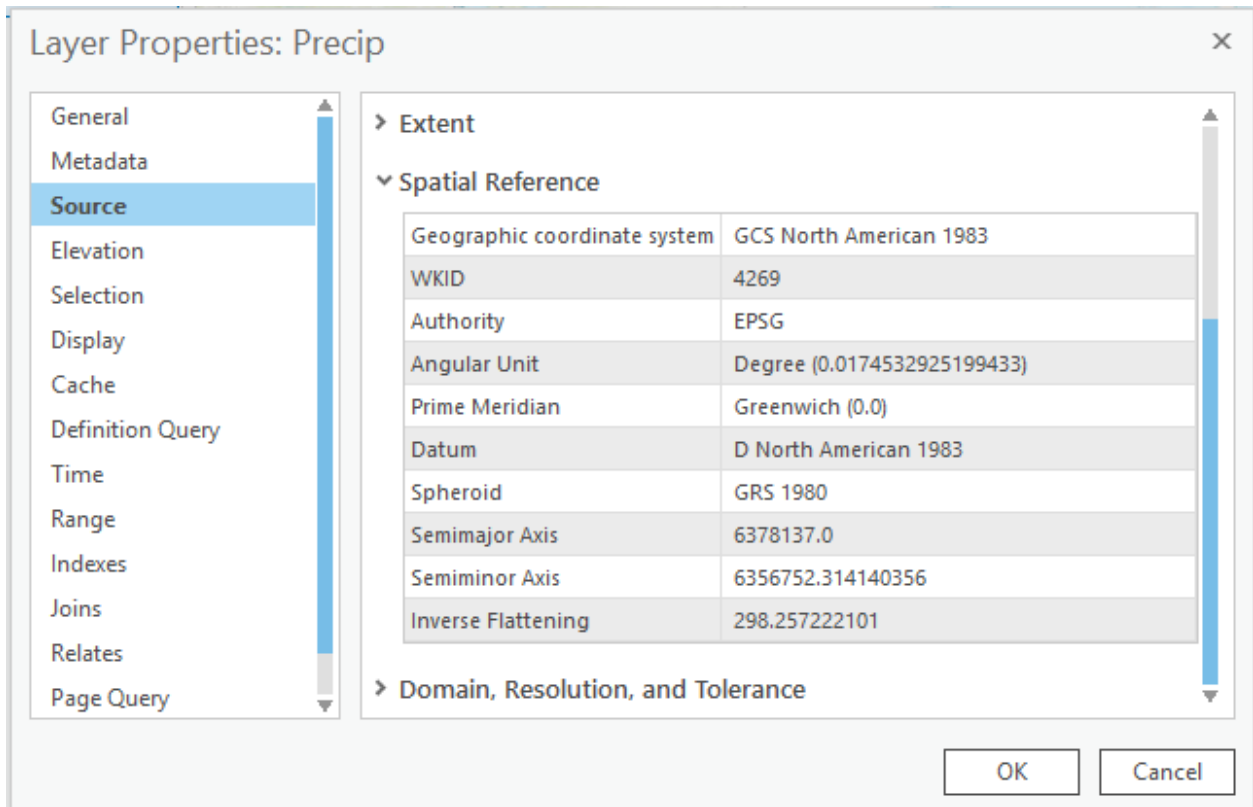 Layer Properties: Precip
General
Metadata
Source
Elevation
Selection
Display
Cache
Definition Query
Time
Range
Indexes
Joins
Relates
Page Query
Extent
Spatial Reference
Geographic coordinate system GCS North American 1983
WKID 4269
Authority EPSG
Angular Unit Degree (0.0174532925199433)
Prime Meridian Greenwich (0.0)
Datum D North American 1983
Spheroid GRS 1980
Semimajor Axis 6378137.0
Semiminor Axis 6356752.314140356
Inverse Flattening 298.257222101
Domain, Resolution, and Tolerance
OK Cancel